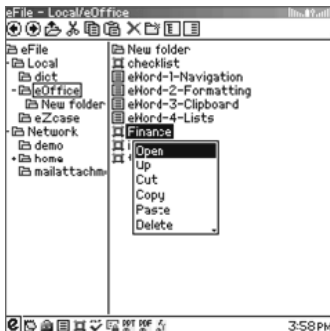 eFile - Local/eOffice
eFile
Local
dict
eOffice
New folder
eZcase
Network
demo
home
mailattachm
New folder
checklist
eWord-1-Navigation
eWord-2-Formatting
eWord-3-Clipboard
eWord-4-Lists
Finance
Open
Up
Cut
Copy
Paste
Delete
PPT PDF
3:58PM